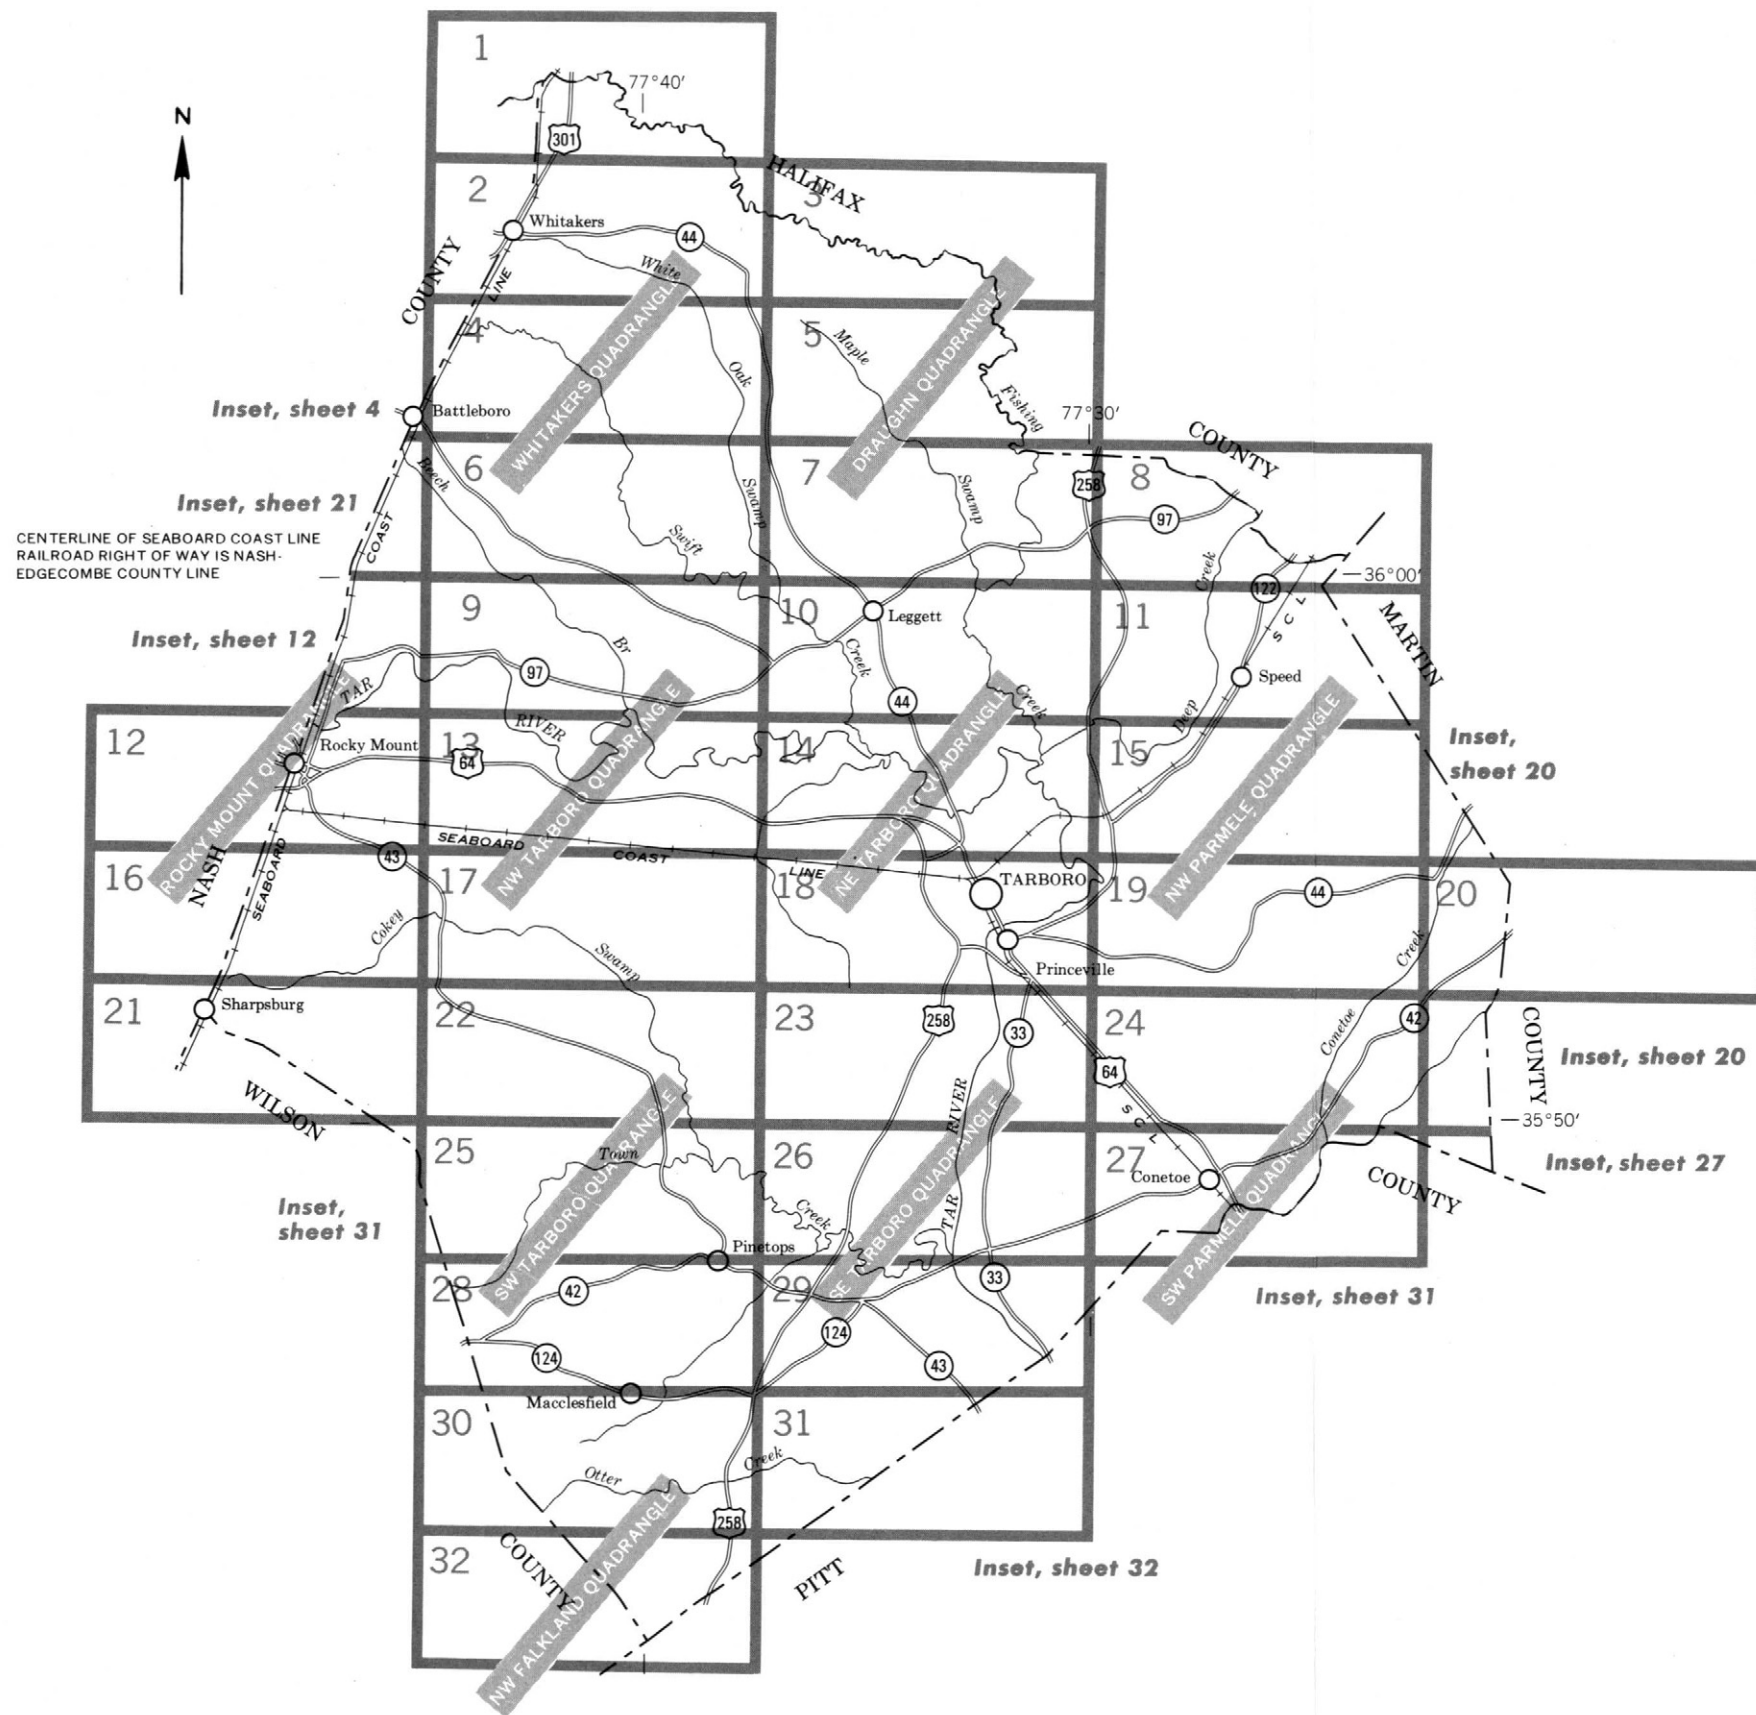 1
77°40′
N
301
HALIFAX
2
3
Whitakers
44
White
COUNTY
LINE
4
5
Maple
WHITAKERS QUADRANGLE
DRAUGHN QUADRANGLE
Oak
Fishing
Inset, sheet 4
Battleboro
77°30′
COUNTY
6
7
8
Beech
258
Swamp
Swamp
97
Inset, sheet 21
COAST
Swift
CENTERLINE OF SEABOARD COAST LINE
RAILROAD RIGHT OF WAY IS NASH-
EDGECOMBE COUNTY LINE
Creek
36°00′
122
9
10
11
Leggett
S C L
MARTIN
Inset, sheet 12
Br
Creek
97
Speed
TAR
44
Creek
Deep
RIVER
12
Rocky Mount
13
14
15
Inset,
sheet 20
64
ROCKY MOUNT QUADRANGLE
NW TARBORO QUADRANGLE
NE TARBORO QUADRANGLE
NW PARMELE QUADRANGLE
SEABOARD
COAST
LINE
43
NASH
SEABOARD
16
17
18
TARBORO
19
44
20
Cokey
Swamp
Creek
Princeville
21
Sharpsburg
22
23
258
33
24
42
Conetoe
COUNTY
Inset, sheet 20
64
WILSON
RIVER
S C L
35°50′
25
Town
26
27
Conetoe
Inset, sheet 27
COUNTY
SW TARBORO QUADRANGLE
SE TARBORO QUADRANGLE
SW PARMELE QUADRANGLE
Inset,
sheet 31
Creek
TAR
Pinetops
28
42
29
33
Inset, sheet 31
124
124
43
Macclesfield
30
31
Otter
Creek
258
32
COUNTY
PITT
Inset, sheet 32
NW FALKLAND QUADRANGLE